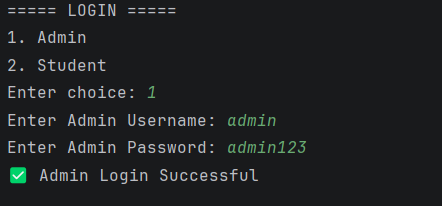 ===== LOGIN =====
1. Admin
2. Student
Enter choice: 1
Enter Admin Username: admin
Enter Admin Password: admin123
✅ Admin Login Successful